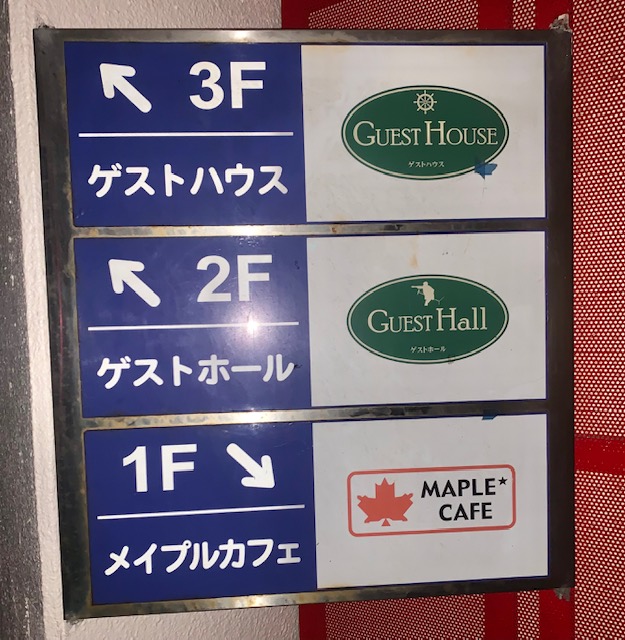 3F
ゲストハウス
GUEST HOUSE
ゲストハウス
2F
ゲストホール
GUEST Hall
ゲストホール
1F
メイプルカフェ
MAPLE★
CAFE